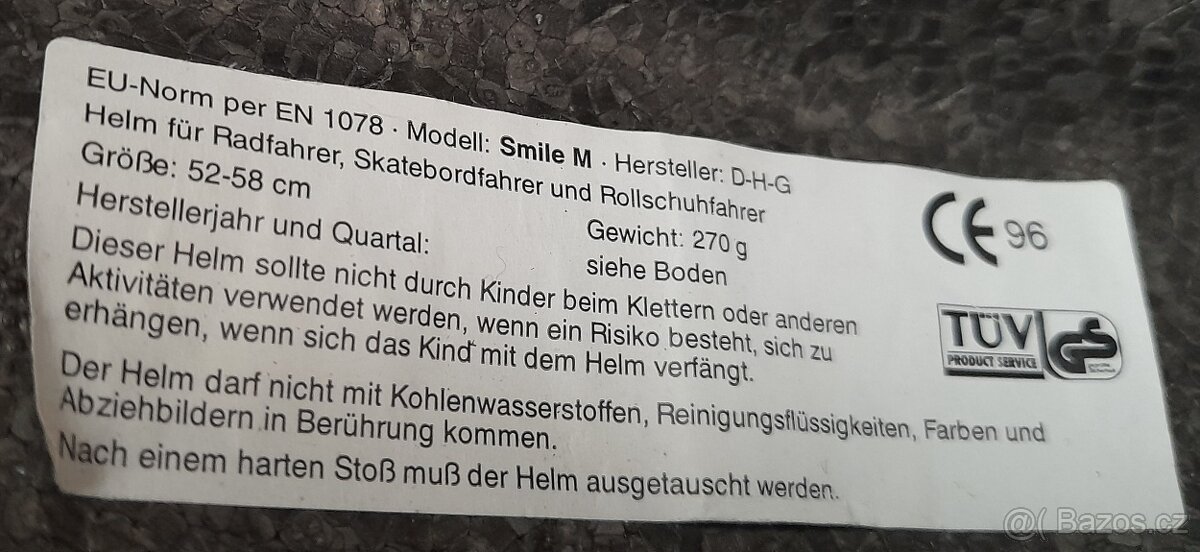 EU-Norm per EN 1078 · Modell: Smile M · Hersteller: D-H-G
Helm für Radfahrer, Skatebordfahrer und Rollschuhfahrer
Größe: 52-58 cm
Gewicht: 270 g
Herstellerjahr und Quartal:
siehe Boden
Dieser Helm sollte nicht durch Kinder beim Klettern oder anderen
Aktivitäten verwendet werden, wenn ein Risiko besteht, sich zu
erhängen, wenn sich das Kind mit dem Helm verfängt.
Der Helm darf nicht mit Kohlenwasserstoffen, Reinigungsflüssigkeiten, Farben und
Abziehbildern in Berührung kommen.
Nach einem harten Stoß muß der Helm ausgetauscht werden.
CE 96
TÜV
PRODUCT SERVICE
GS
@( Bazos.cz